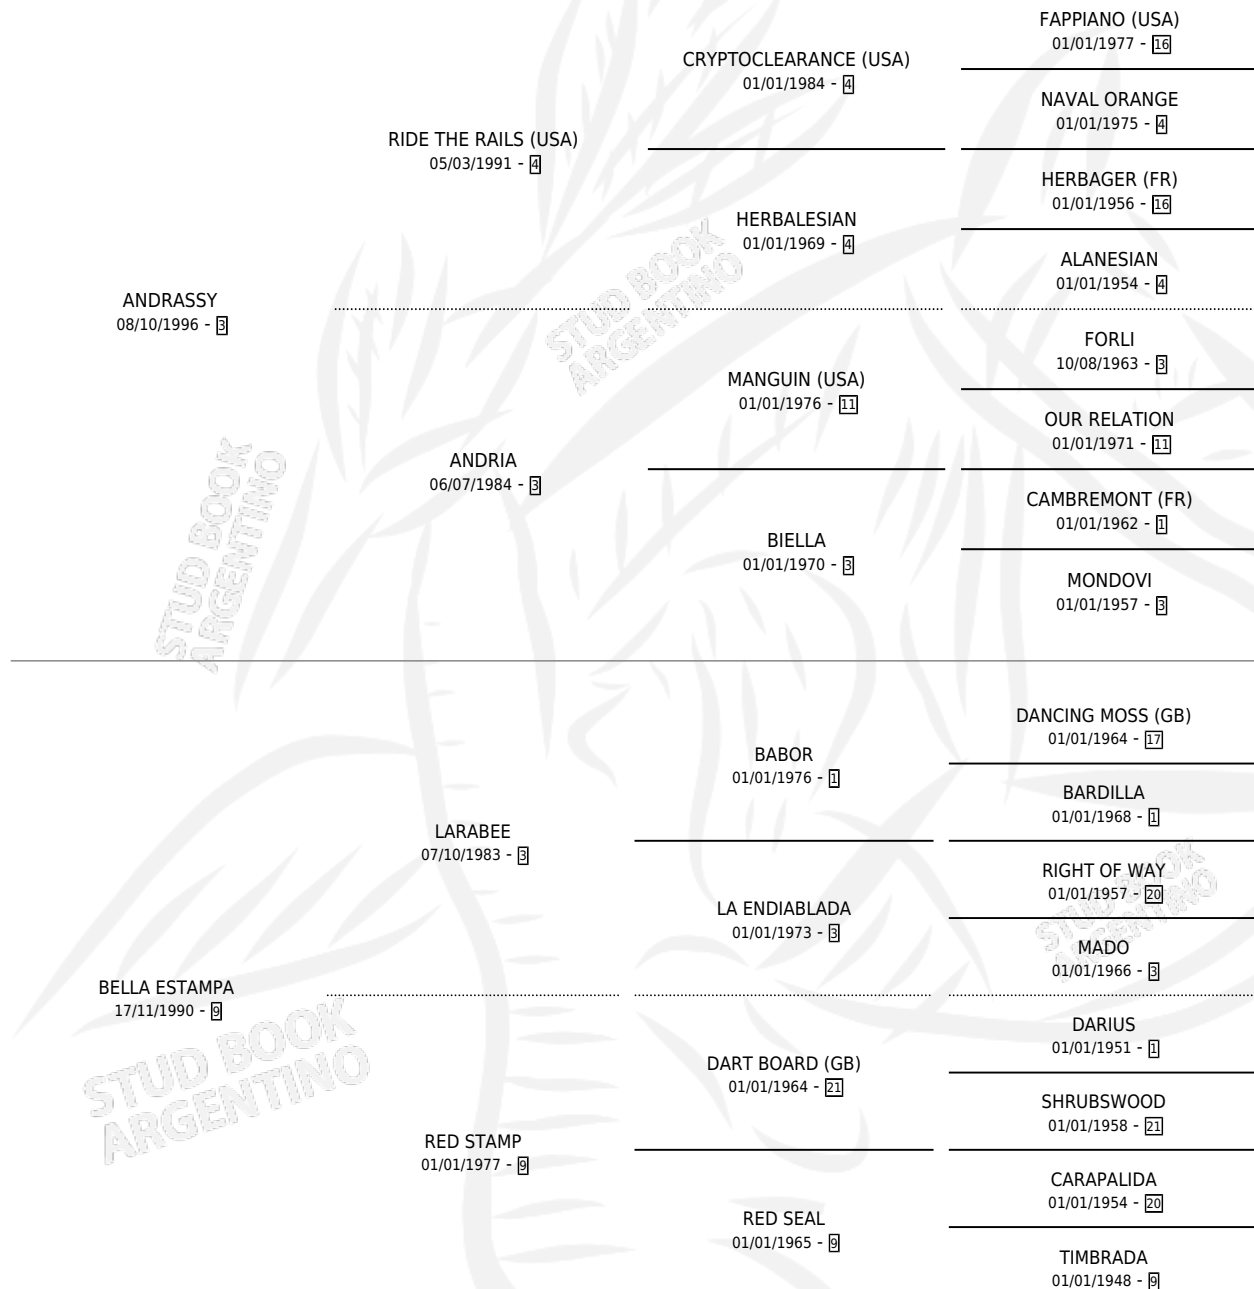 FAPPIANO (USA)
01/01/1977 - 16
CRYPTOCLEARANCE (USA)
01/01/1984 - 4
NAVAL ORANGE
01/01/1975 - 4
RIDE THE RAILS (USA)
05/03/1991 - 4
HERBAGER (FR)
01/01/1956 - 16
HERBALESIAN
01/01/1969 - 4
ALANESIAN
01/01/1954 - 4
ANDRASSY
08/10/1996 - 3
FORLI
10/08/1963 - 3
MANGUIN (USA)
01/01/1976 - 11
OUR RELATION
01/01/1971 - 11
ANDRIA
06/07/1984 - 3
CAMBREMONT (FR)
01/01/1962 - 1
BIELLA
01/01/1970 - 3
MONDOVI
01/01/1957 - 3
DANCING MOSS (GB)
01/01/1964 - 17
BABOR
01/01/1976 - 1
BARDILLA
01/01/1968 - 1
LARABEE
07/10/1983 - 3
RIGHT OF WAY
01/01/1957 - 20
LA ENDIABLADA
01/01/1973 - 3
MADO
01/01/1966 - 3
BELLA ESTAMPA
17/11/1990 - 9
DARIUS
01/01/1951 - 1
DART BOARD (GB)
01/01/1964 - 21
SHRUBSWOOD
01/01/1958 - 21
RED STAMP
01/01/1977 - 9
CARAPALIDA
01/01/1954 - 20
RED SEAL
01/01/1965 - 9
TIMBRADA
01/01/1948 - 9
STUD BOOK
ARGENTINO
STUD BOOK
ARGENTINO
STUD BOOK
ARGENTINO
STUD BOOK
ARGENTINO